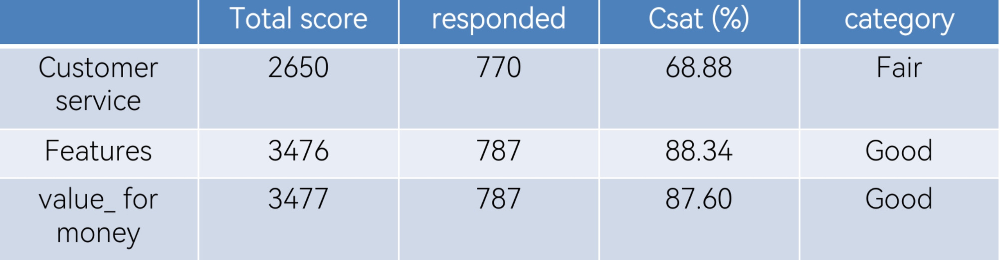 Total score responded Csat (%) category
Customer service 2650 770 68.88 Fair
Features 3476 787 88.34 Good
value_ for money 3477 787 87.60 Good